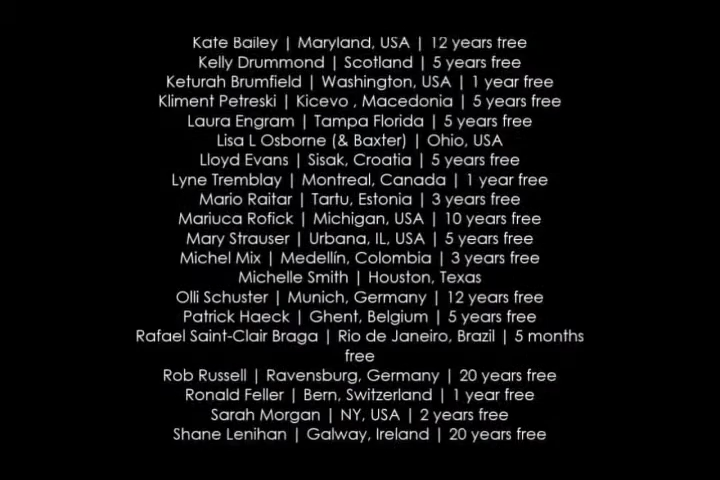 Kate Bailey | Maryland, USA | 12 years free
Kelly Drummond | Scotland | 5 years free
Keturah Brumfield | Washington, USA | 1 year free
Kliment Petreski | Kicevo , Macedonia | 5 years free
Laura Engram | Tampa Florida | 5 years free
Lisa L Osborne (& Baxter) | Ohio, USA
Lloyd Evans | Sisak, Croatia | 5 years free
Lyne Tremblay | Montreal, Canada | 1 year free
Mario Raitar | Tartu, Estonia | 3 years free
Mariuca Rofick | Michigan, USA | 10 years free
Mary Strauser | Urbana, IL, USA | 5 years free
Michel Mix | Medellín, Colombia | 3 years free
Michelle Smith | Houston, Texas
Olli Schuster | Munich, Germany | 12 years free
Patrick Haeck | Ghent, Belgium | 5 years free
Rafael Saint-Clair Braga | Rio de Janeiro, Brazil | 5 months
free
Rob Russell | Ravensburg, Germany | 20 years free
Ronald Feller | Bern, Switzerland | 1 year free
Sarah Morgan | NY, USA | 2 years free
Shane Lenihan | Galway, Ireland | 20 years free